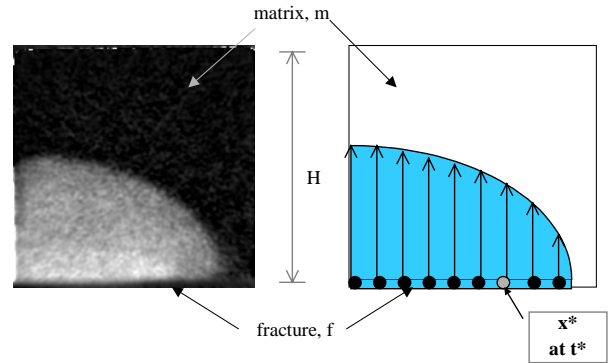 matrix, m
H
fracture, f
x*
at t*